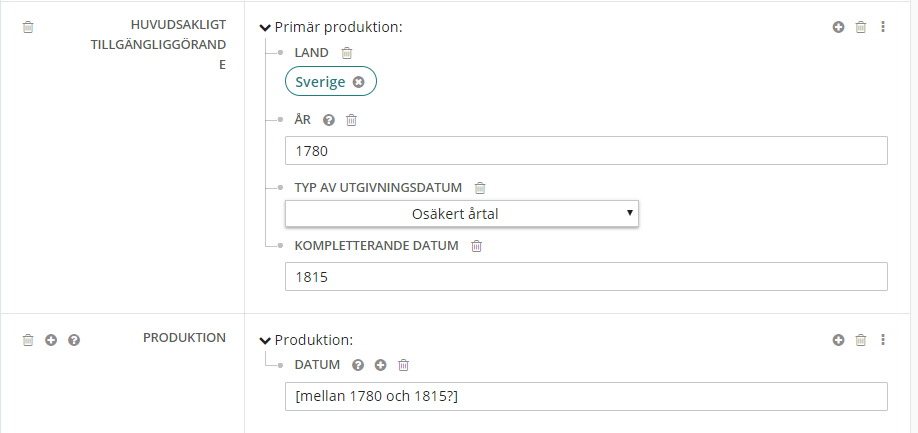 HUVUDSAKLIGT
TILLGÄNGLIGGÖRAND
E
Primär produktion:
LAND
Sverige
ÅR
1780
TYP AV UTGIVNINGSDATUM
Osäkert årtal
KOMPLETTERANDE DATUM
1815
PRODUKTION
Produktion:
DATUM
[mellan 1780 och 1815?]